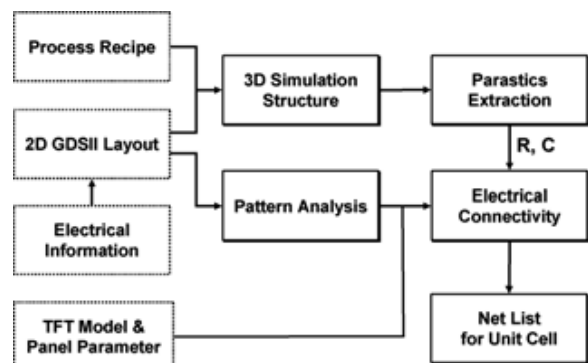 Process Recipe
3D Simulation
Structure
Parastics
Extraction
2D GDSII Layout
R, C
Electrical
Information
Pattern Analysis
Electrical
Connectivity
TFT Model &
Panel Parameter
Net List
for Unit Cell